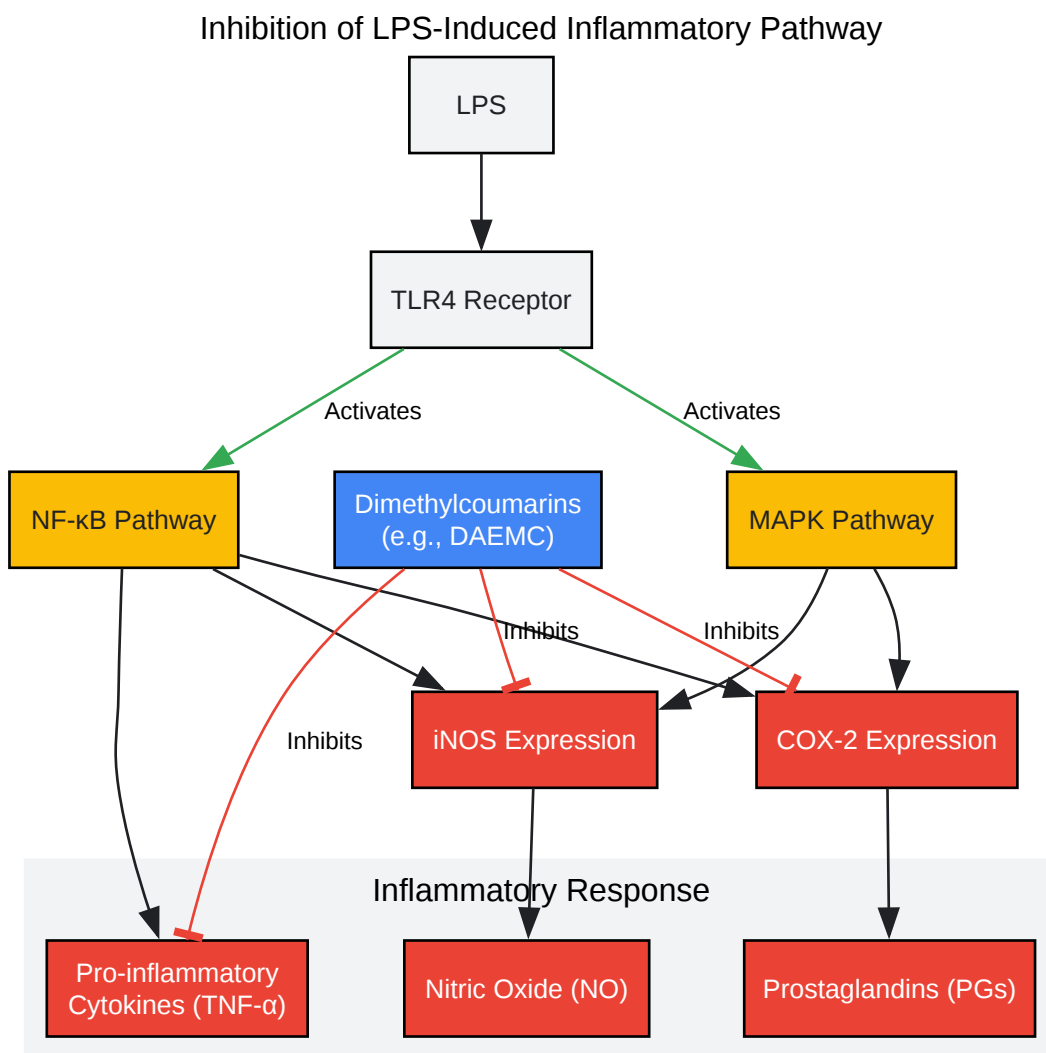 Inhibition of LPS-Induced Inflammatory Pathway
LPS
TLR4 Receptor
Activates
Activates
NF-κB Pathway
Dimethylcoumarins
(e.g., DAEMC)
MAPK Pathway
Inhibits
Inhibits
iNOS Expression
COX-2 Expression
Inhibits
Inflammatory Response
Pro-inflammatory
Cytokines (TNF-α)
Nitric Oxide (NO)
Prostaglandins (PGs)